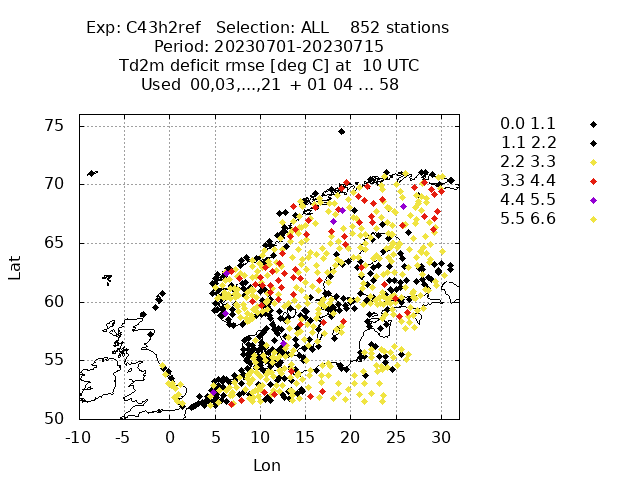 Exp: C43h2ref Selection: ALL 852 stations
Period: 20230701-20230715
Td2m deficit rmse [deg C] at 10 UTC
Used 00,03,...,21 + 01 04 ... 58
0.0 1.1
1.1 2.2
2.2 3.3
3.3 4.4
4.4 5.5
5.5 6.6
75
70
65
60
55
50
Lat
-10 -5 0 5 10 15 20 25 30
Lon